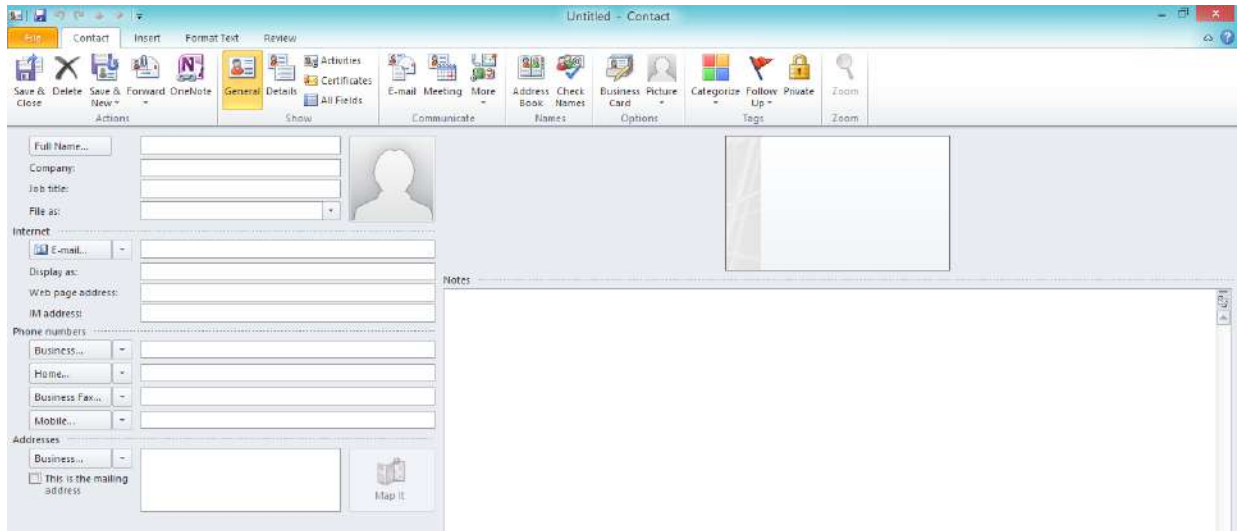 Untitled - Contact
File Contact Insert Format Text Review
Save & Close Delete Save & New Forward OneNote General Details Activities Certificates All Fields E-mail Meeting More Address Book Check Names Business Card Picture Categorize Follow Up Private Zoom
Actions Show Communicate Names Options Tags Zoom
Full Name...
Company:
Job title:
File as:
Internet
E-mail...
Display as:
Web page address:
IM address:
Phone numbers
Business...
Home...
Business Fax...
Mobile...
Addresses
Business...
This is the mailing
address
Map It
Notes